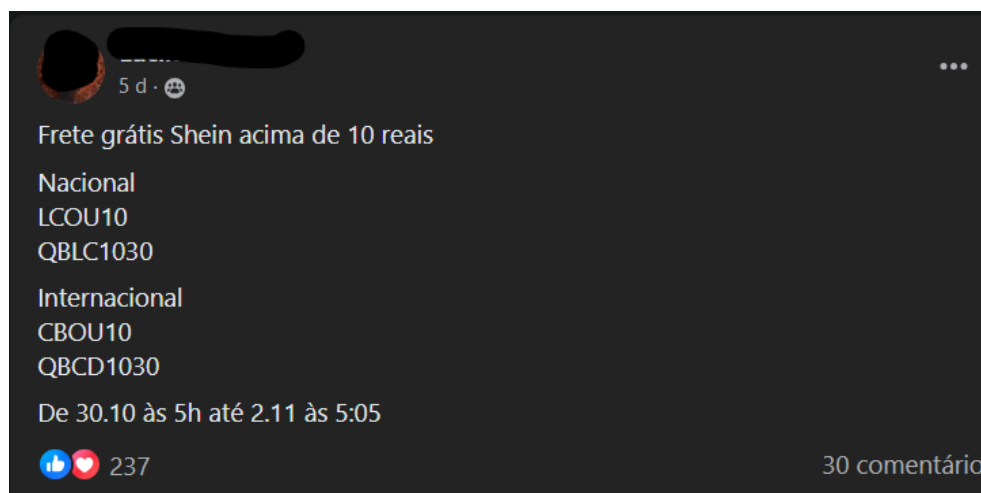 5 d
Frete grátis Shein acima de 10 reais
Nacional
LCOU10
QBLC1030
Internacional
CBOU10
QBCD1030
De 30.10 às 5h até 2.11 às 5:05
237
30 comentário